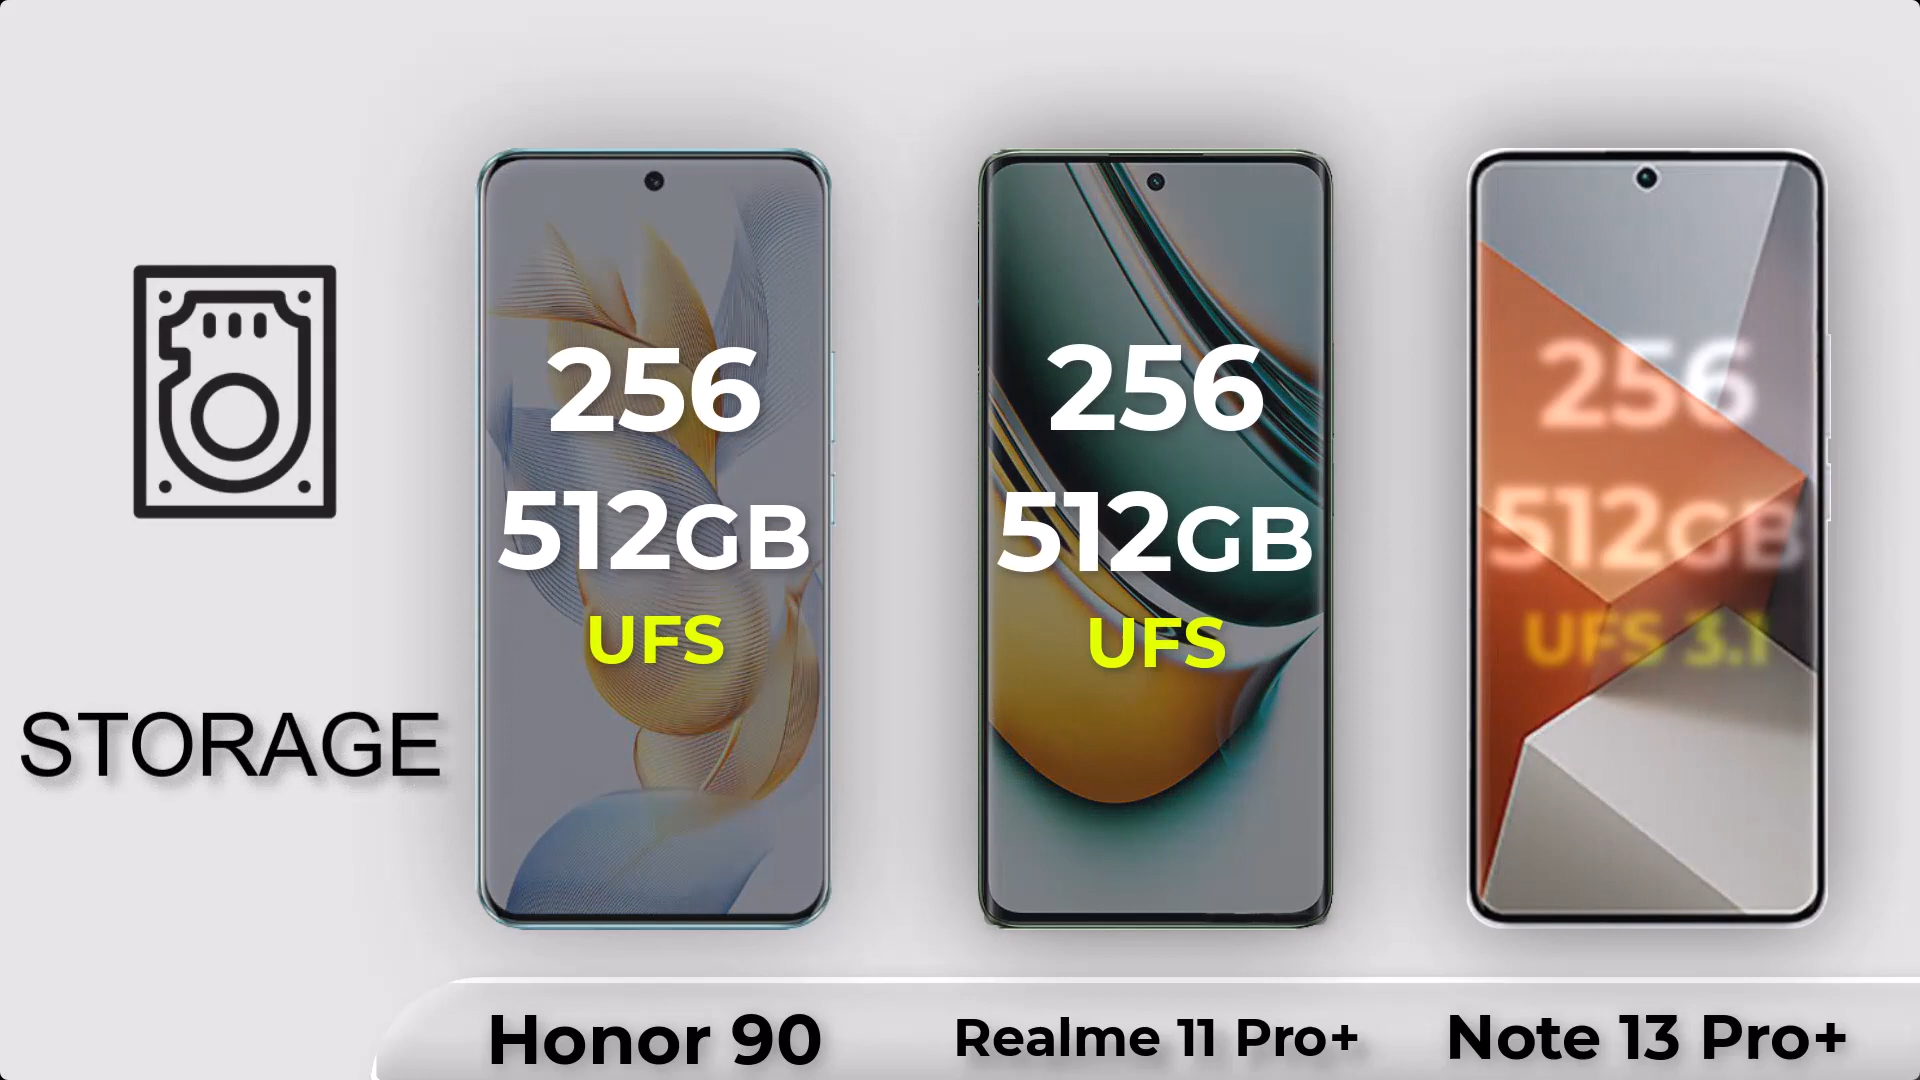 256
512GB
UFS
256
512GB
UFS
256
512GB
UFS 3.1
STORAGE
Honor 90
Realme 11 Pro+
Note 13 Pro+